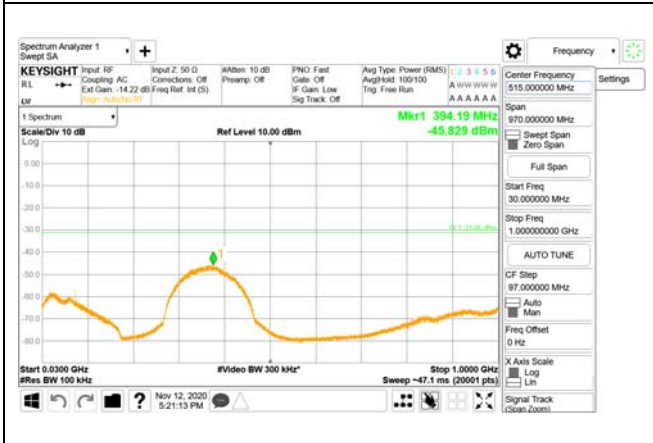 Spectrum Analyzer 1
Swept SA
Frequency
KEYSIGHT
Input: RF
Input Z: 50 Ω
#Atten: 10 dB
PNO: Fast
Avg Type: Power (RMS)
1 2 3 4 5 6
RL
Coupling: AC
Corrections: Off
Preamp: Off
Gate: Off
Avg|Hold: 100/100
A W W W W W
Ext Gain: -14.22 dB
Freq Ref: Int (S)
IF Gain: Low
Trig: Free Run
Align: Auto/No RF
Sig Track: Off
A A A A A A
Center Frequency
515.000000 MHz
Settings
1 Spectrum
Mkr1 394.19 MHz
Scale/Div 10 dB
Ref Level 10.00 dBm
-45.829 dBm
Log
0.00
-10.0
-20.0
-30.0
-40.0
-50.0
-60.0
-70.0
-80.0
1
Span
970.000000 MHz
Swept Span
Zero Span
Full Span
Start Freq
30.000000 MHz
Stop Freq
1.000000000 GHz
AUTO TUNE
CF Step
97.000000 MHz
Auto
Man
Freq Offset
0 Hz
X Axis Scale
Log
Lin
Signal Track
(Span Zoom)
Start 0.0300 GHz
#Video BW 300 kHz*
Stop 1.0000 GHz
#Res BW 100 kHz
Sweep ~47.1 ms (20001 pts)
?
Nov 12, 2020
5:21:13 PM